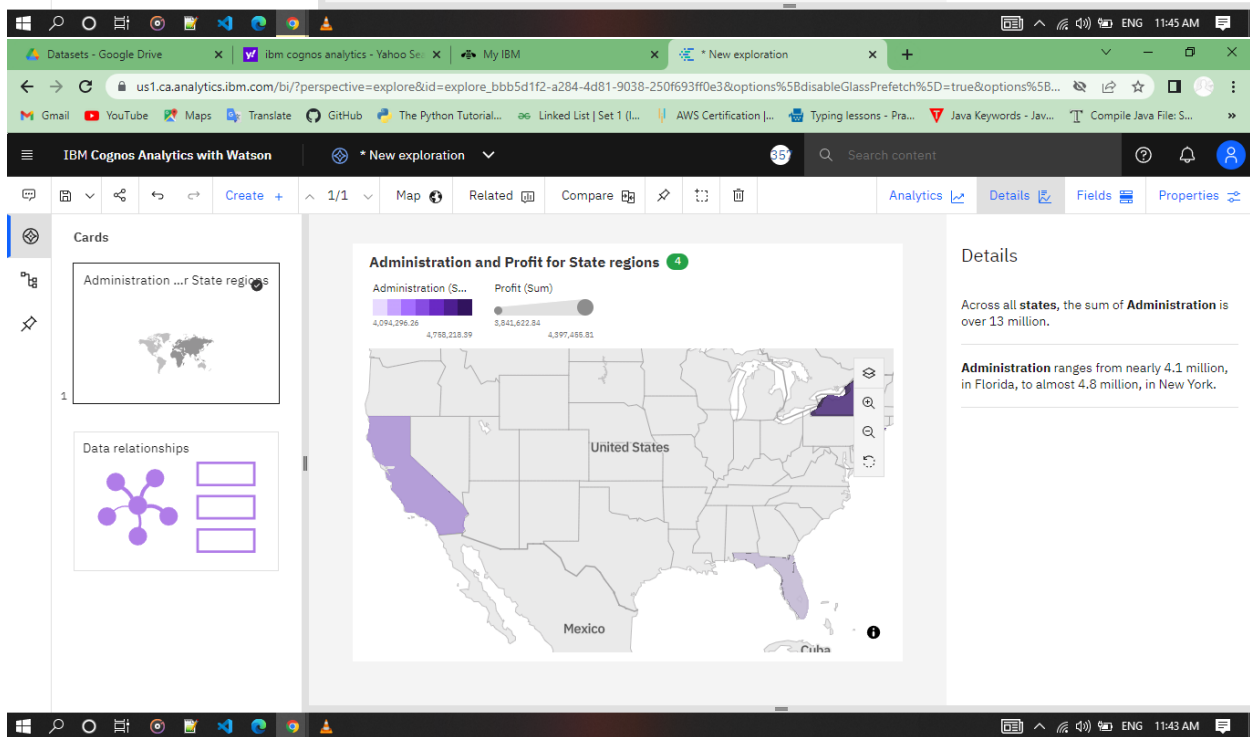 ENG 11:45 AM
Datasets - Google Drive
ibm cognos analytics - Yahoo Sea
My IBM
* New exploration
us1.ca.analytics.ibm.com/bi/?perspective=explore&id=explore_bbb5d1f2-a284-4d81-9038-250f693ff0e3&options%5BdisableGlassPrefetch%5D=true&options%5B...
Gmail YouTube Maps Translate GitHub The Python Tutorial... Linked List | Set 1 (I... AWS Certification |... Typing lessons - Pra... Java Keywords - Jav... Compile Java File: S... »
IBM Cognos Analytics with Watson
* New exploration
357
Search content
Create +
1/1
Map
Related
Compare
Analytics
Details
Fields
Properties
Cards
Administration ...r State regions
1
Data relationships
Administration and Profit for State regions 4
Administration (S...
Profit (Sum)
4,094,296.26
4,758,218.59
3,841,622.84
4,397,455.81
United States
Mexico
Cuba
Details
Across all states, the sum of Administration is
over 13 million.
Administration ranges from nearly 4.1 million,
in Florida, to almost 4.8 million, in New York.
ENG 11:43 AM